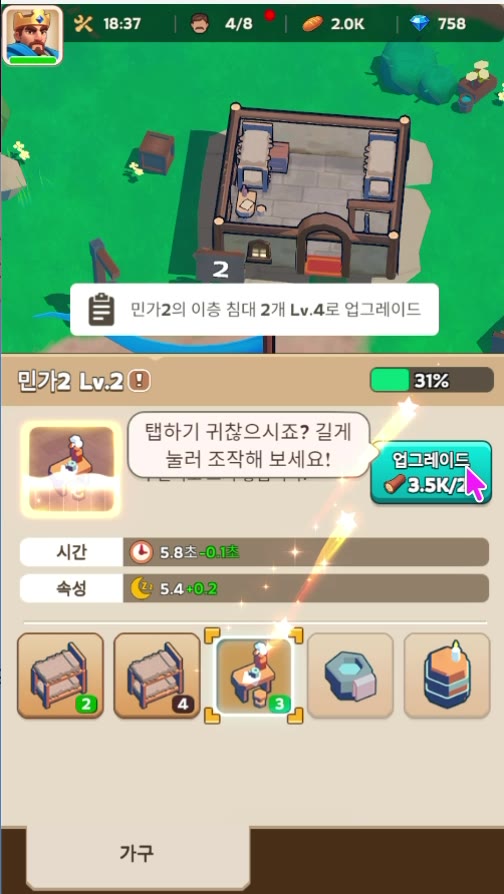 18:37 4/8 2.0K 758
2
민가2의 이층 침대 2개 Lv.4로 업그레이드
민가2 Lv.2 ! 31%
탭하기 귀찮으시죠? 길게
눌러 조작해 보세요!
업그레이드
3.5K/2
시간 5.8초-0.1초
속성 5.4+0.2
2 4 3
가구